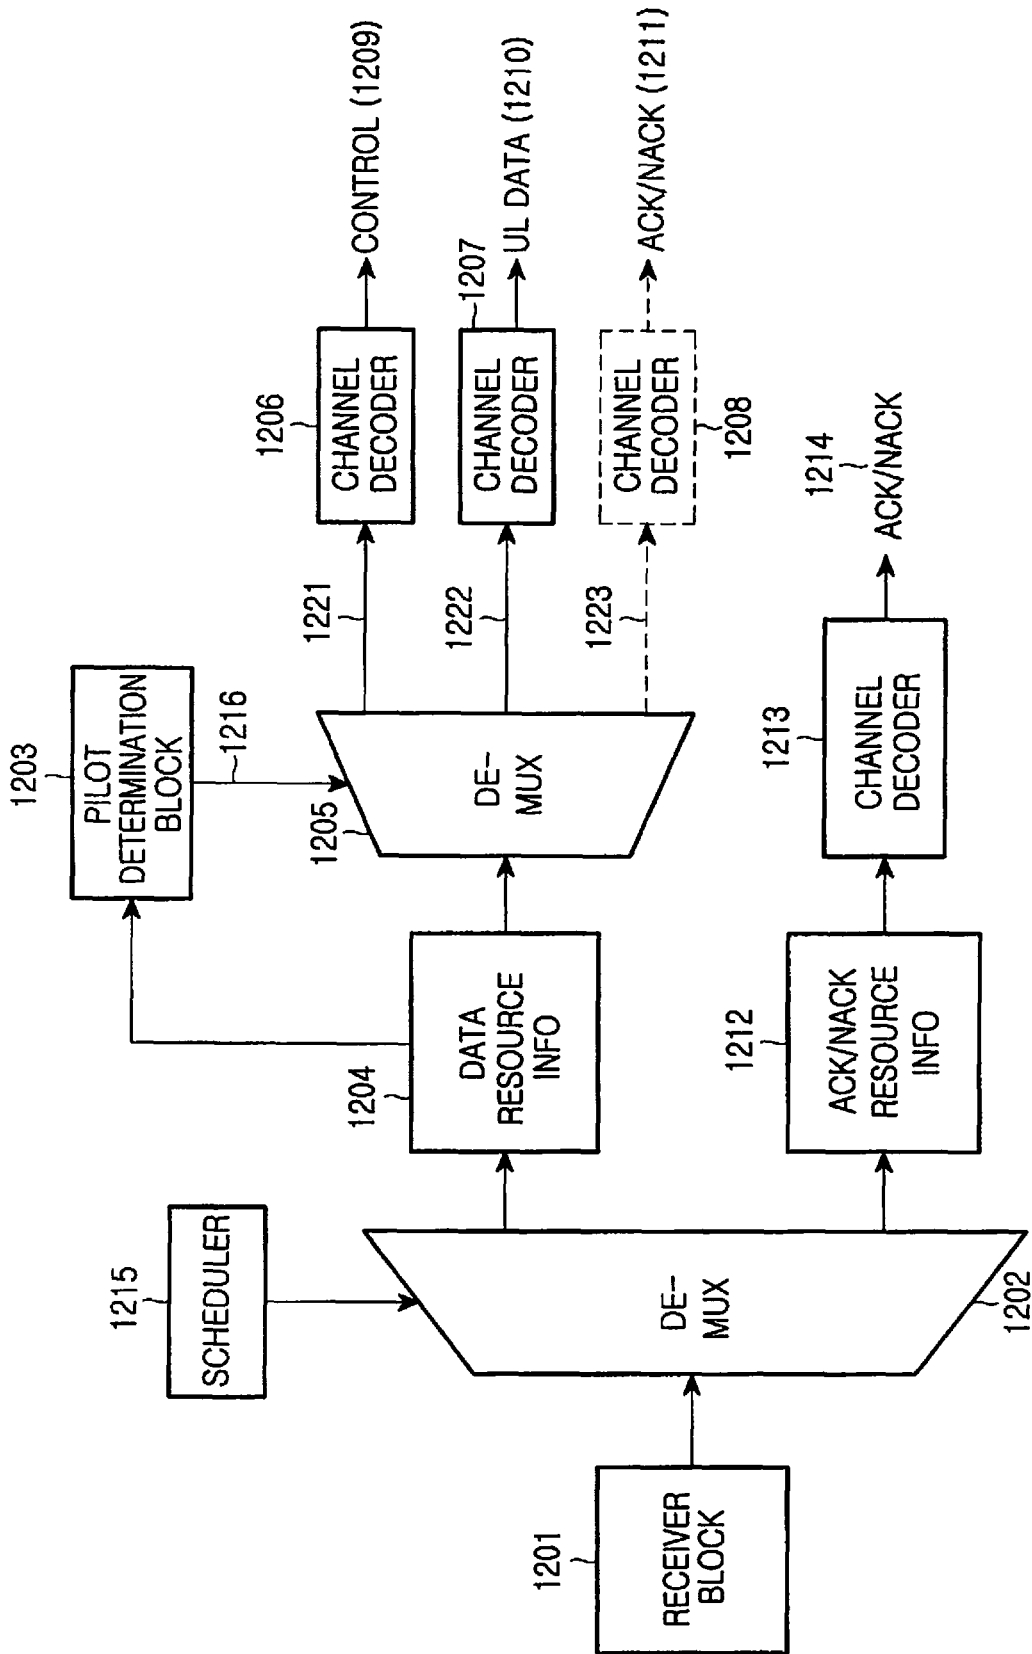 1201
RECEIVER
BLOCK
1215
SCHEDULER
DE-
MUX
1202
1204
DATA
RESOURCE
INFO
1212
ACK/NACK
RESOURCE
INFO
1203
PILOT
DETERMINATION
BLOCK
1216
1205
DE-
MUX
1213
CHANNEL
DECODER
1214
ACK/NACK
1221
1222
1223
1206
CHANNEL
DECODER
CONTROL (1209)
1207
CHANNEL
DECODER
UL DATA (1210)
CHANNEL
DECODER
1208
ACK/NACK (1211)